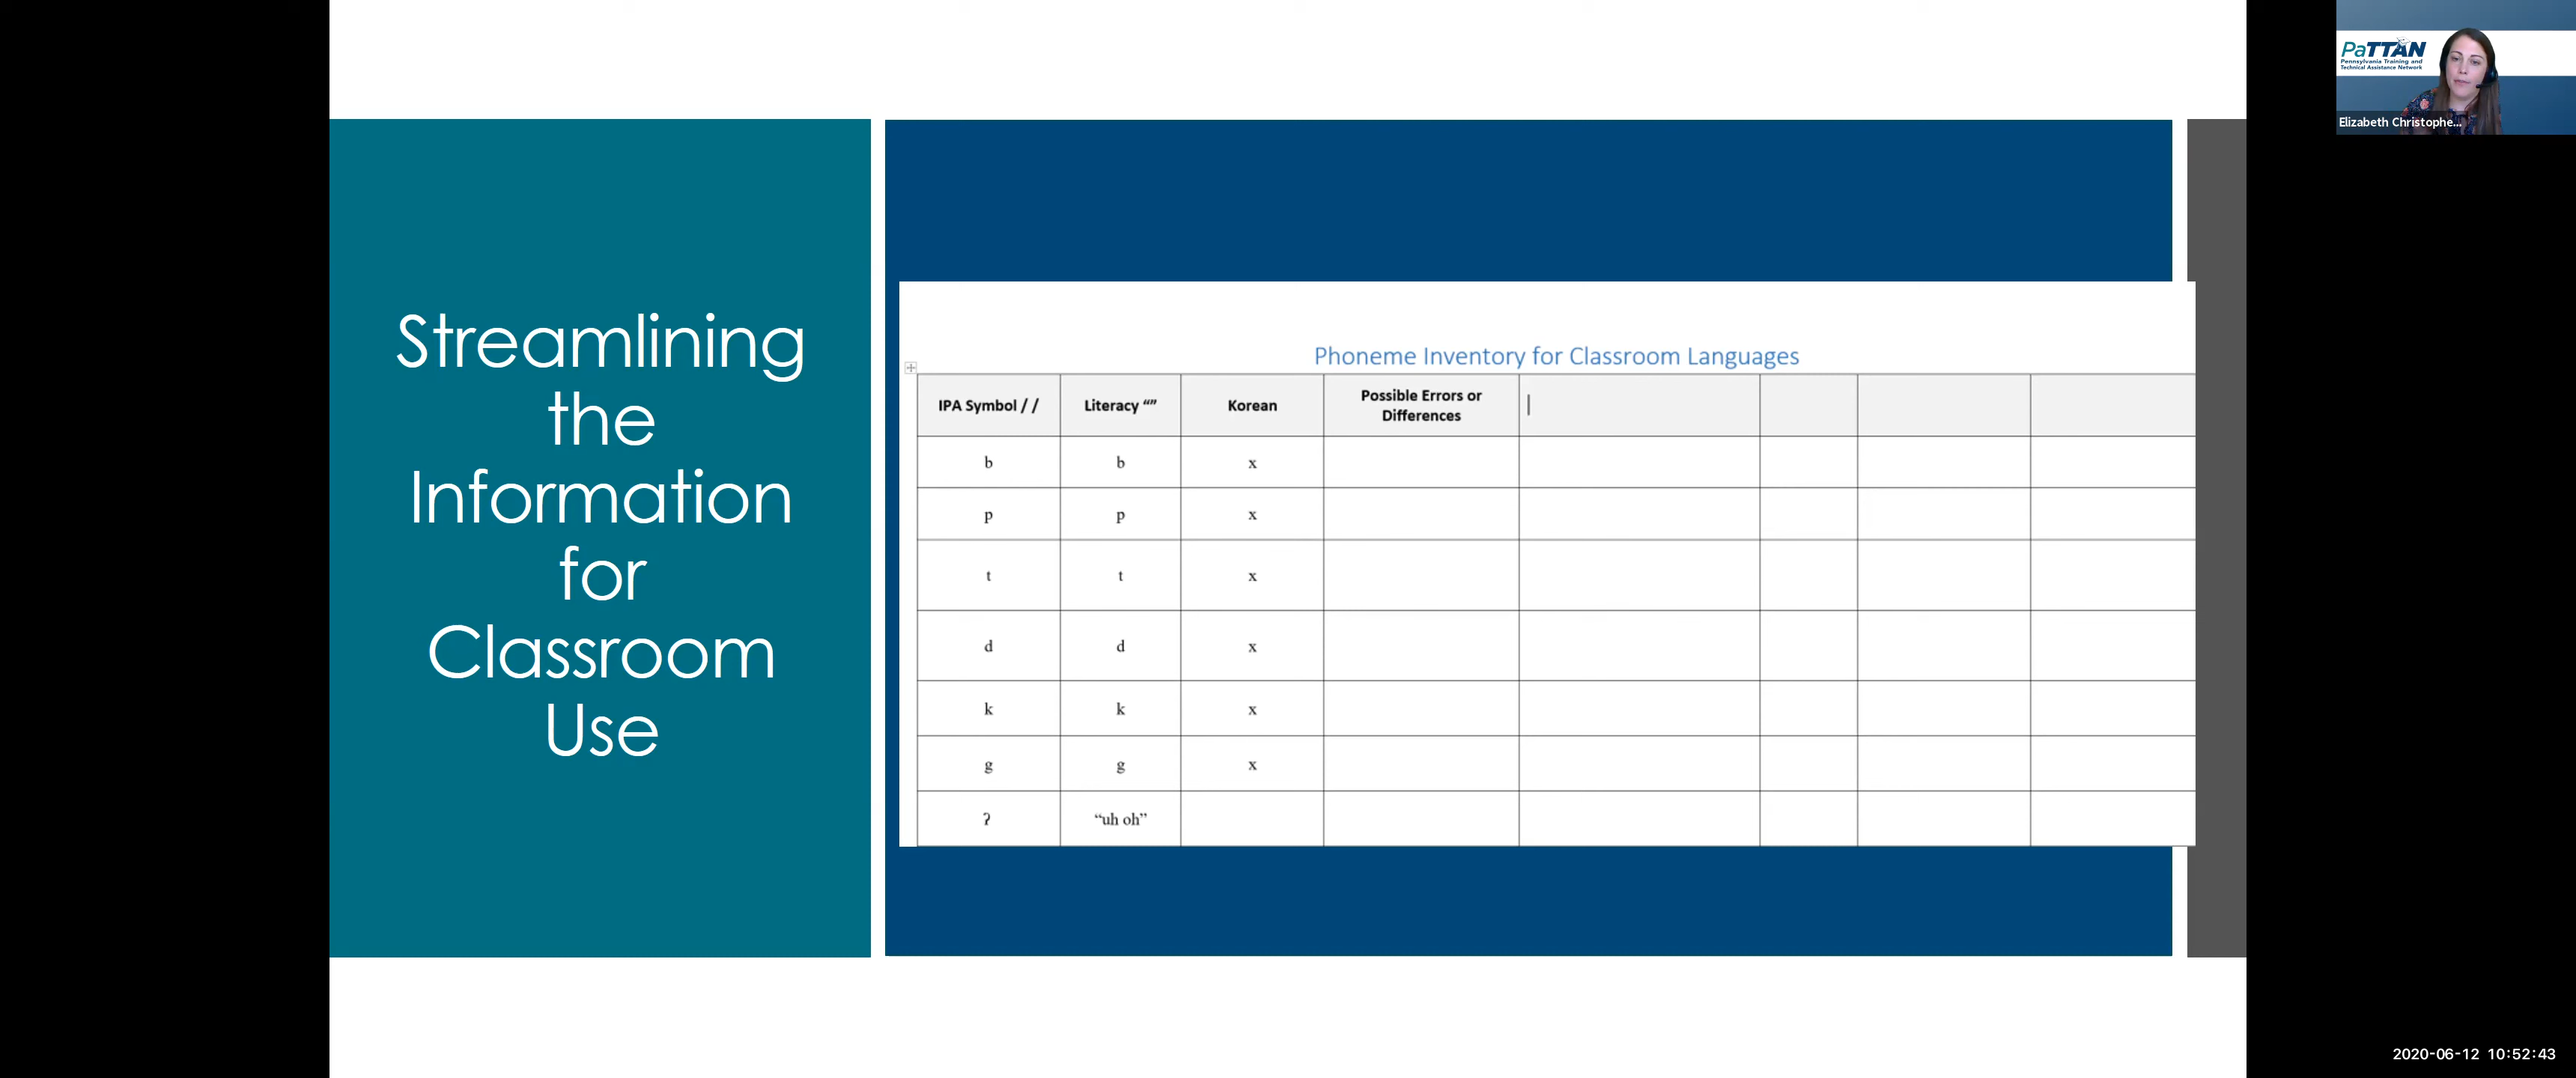 Streamlining
the
Information
for
Classroom
Use
Phoneme Inventory for Classroom Languages
IPA Symbol / / Literacy “” Korean Possible Errors or Differences
b b x
p p x
t t x
d d x
k k x
g g x
ʔ “uh oh”
PaTTAN
Pennsylvania Training and
Technical Assistance Network
Elizabeth Christophe...
2020-06-12 10:52:43